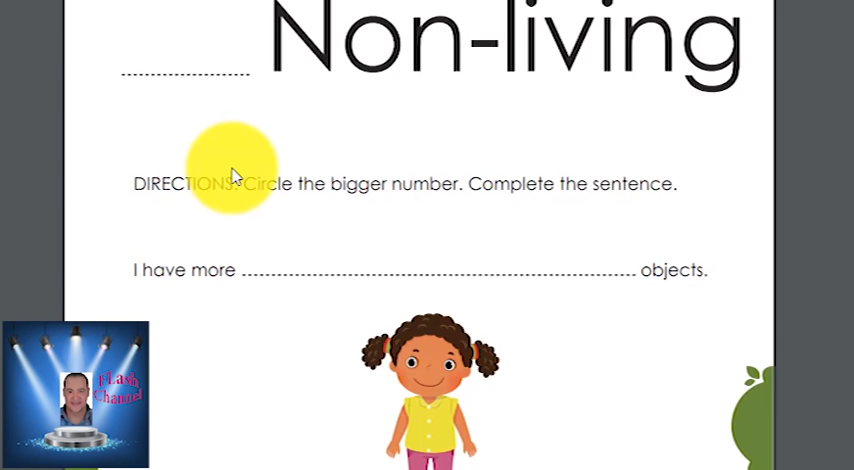 Non-living
DIRECTIONS: Circle the bigger number. Complete the sentence.
I have more objects.
FLash
Channel